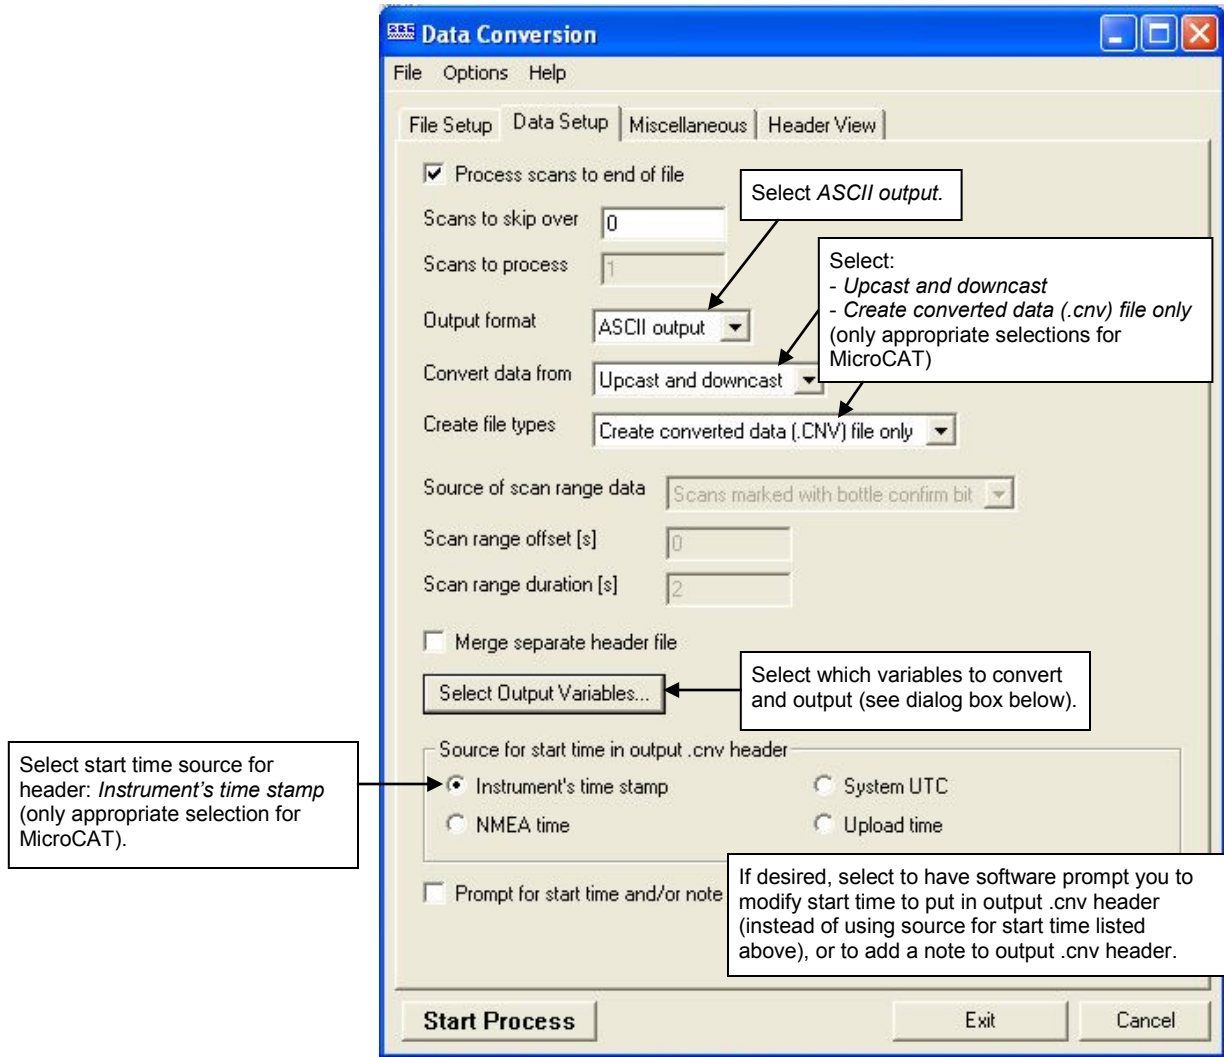 Data Conversion
File Options Help
File Setup Data Setup Miscellaneous Header View
Process scans to end of file
Select ASCII output.
Scans to skip over 0
Scans to process 1
Select:
- Upcast and downcast
- Create converted data (.cnv) file only
(only appropriate selections for
MicroCAT)
Output format ASCII output
Convert data from Upcast and downcast
Create file types Create converted data (.CNV) file only
Source of scan range data Scans marked with bottle confirm bit
Scan range offset [s] 0
Scan range duration [s] 2
Merge separate header file
Select Output Variables...
Select which variables to convert
and output (see dialog box below).
Source for start time in output .cnv header
Select start time source for
header: Instrument's time stamp
(only appropriate selection for
MicroCAT).
Instrument's time stamp System UTC
NMEA time Upload time
Prompt for start time and/or note
If desired, select to have software prompt you to
modify start time to put in output .cnv header
(instead of using source for start time listed
above), or to add a note to output .cnv header.
Start Process Exit Cancel